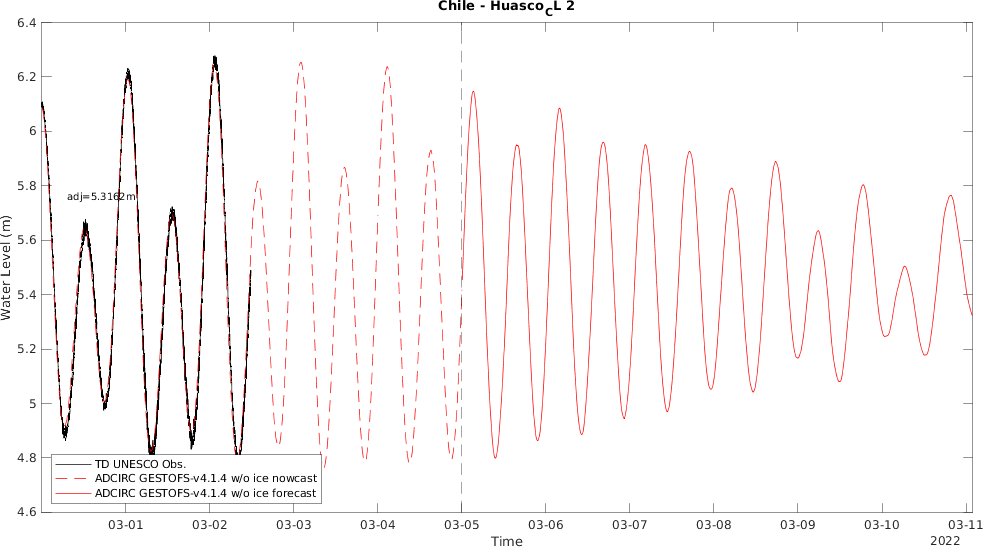 Chile - Huasco_CL 2
6.4
6.2
6
5.8
5.6
5.4
5.2
5
4.8
4.6
Water Level (m)
adj=5.3162m
TD UNESCO Obs.
ADCIRC GESTOFS-v4.1.4 w/o ice nowcast
ADCIRC GESTOFS-v4.1.4 w/o ice forecast
03-01 03-02 03-03 03-04 03-05 03-06 03-07 03-08 03-09 03-10 03-11
Time
2022